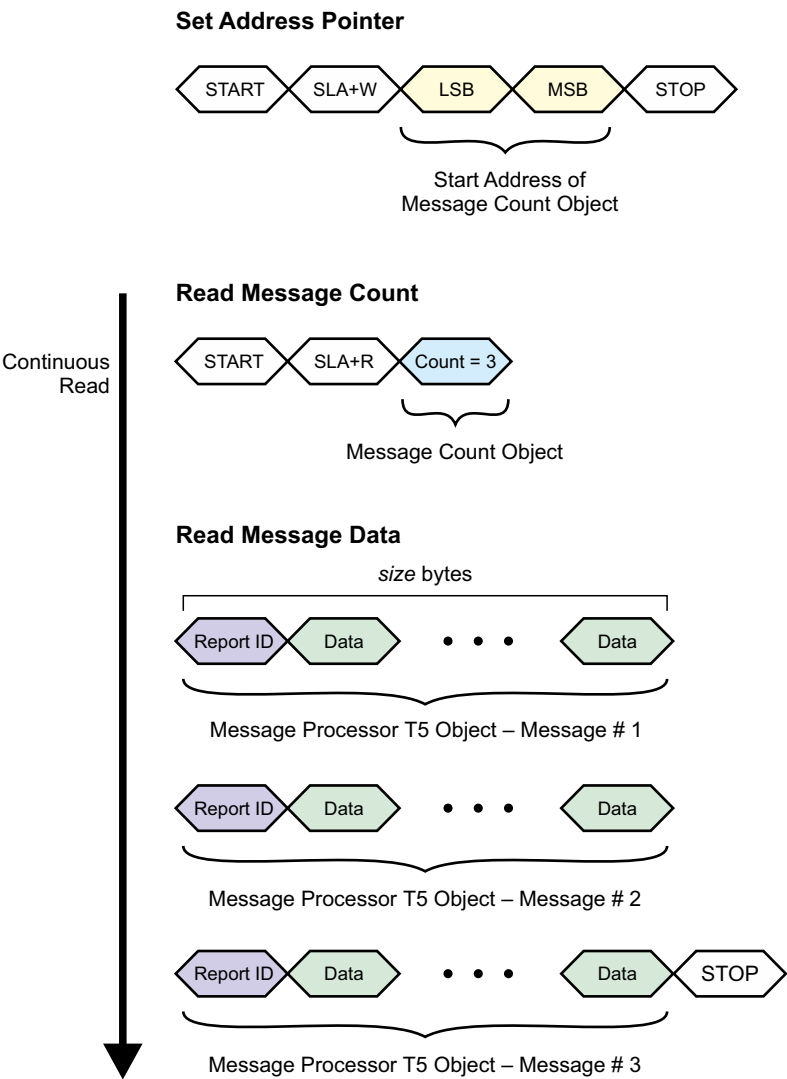 Set Address Pointer
START SLA+W LSB MSB STOP
Start Address of
Message Count Object
Read Message Count
Continuous
Read
START SLA+R Count = 3
Message Count Object
Read Message Data
size bytes
Report ID Data • • • Data
Message Processor T5 Object – Message # 1
Report ID Data • • • Data
Message Processor T5 Object – Message # 2
Report ID Data • • • Data STOP
Message Processor T5 Object – Message # 3